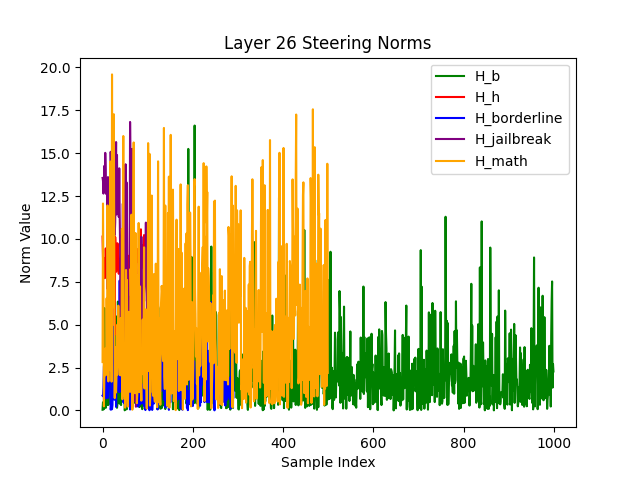 Layer 26 Steering Norms
20.0
17.5
15.0
12.5
10.0
7.5
5.0
2.5
0.0
Norm Value
H_b
H_h
H_borderline
H_jailbreak
H_math
0 200 400 600 800 1000
Sample Index